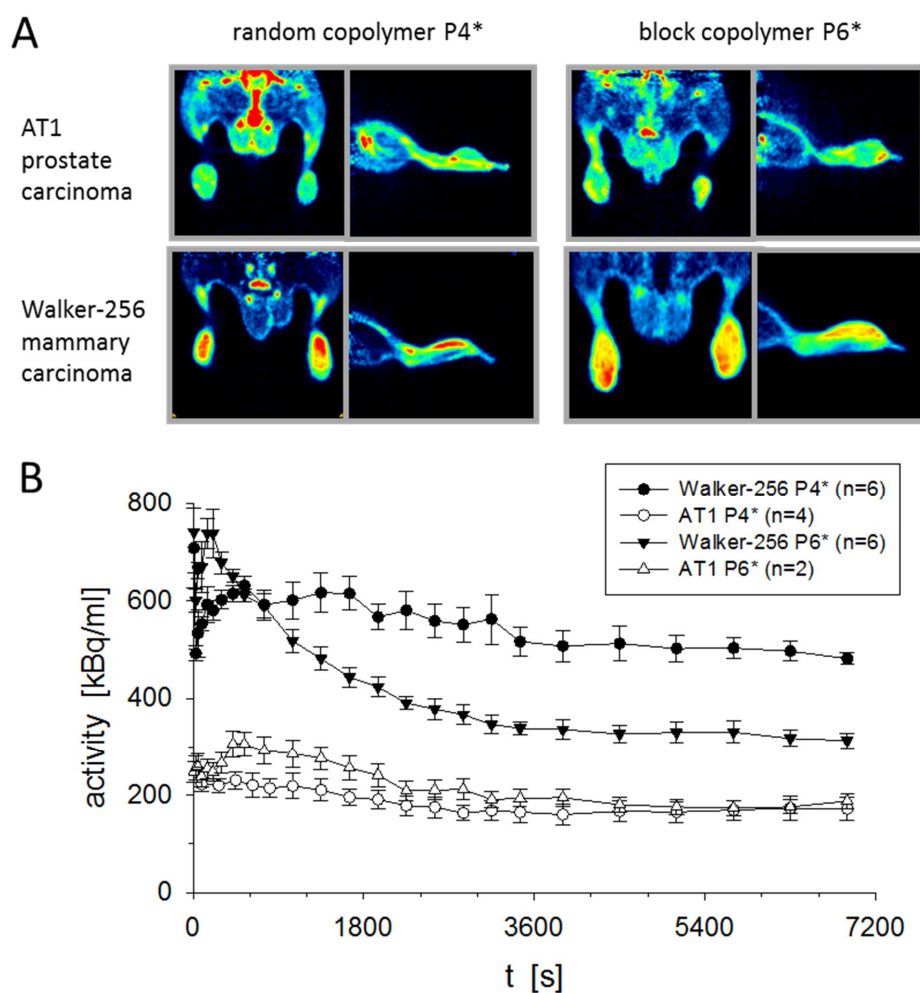 A
random copolymer P4*
block copolymer P6*
AT1
prostate
carcinoma
Walker-256
mammary
carcinoma
B
Walker-256 P4* (n=6)
AT1 P4* (n=4)
Walker-256 P6* (n=6)
AT1 P6* (n=2)
800
600
400
200
0
activity [kBq/ml]
0
1800
3600
5400
7200
t [s]